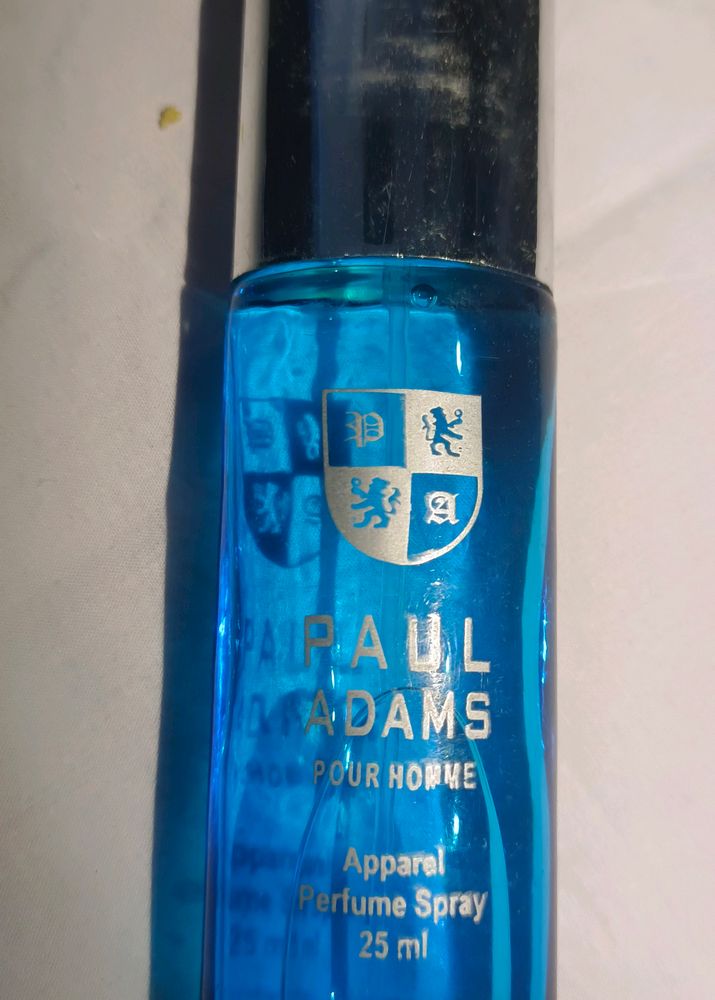 P
A
PAUL
ADAMS
POUR HOMME
Apparel
Perfume Spray
25 ml